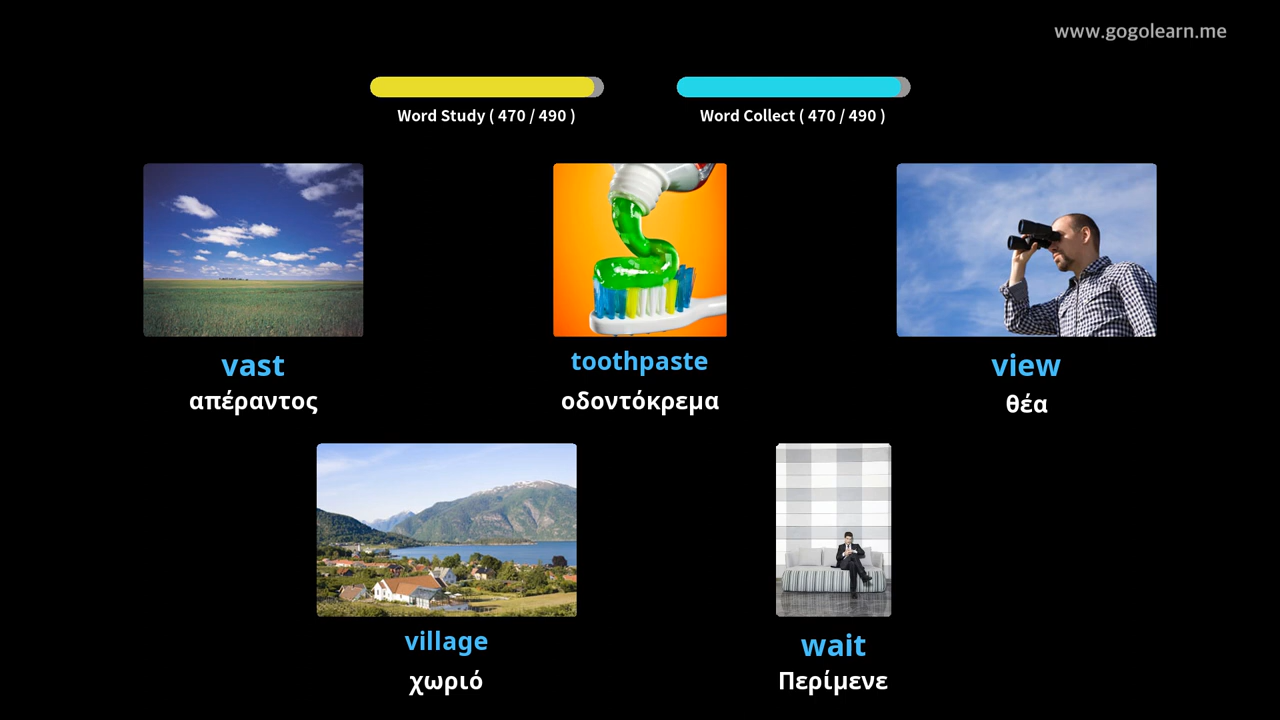 www.gogolearn.me
Word Study ( 470 / 490 )
Word Collect ( 470 / 490 )
vast
απέραντος
toothpaste
οδοντόκρεμα
view
θέα
village
χωριό
wait
Περίμενε